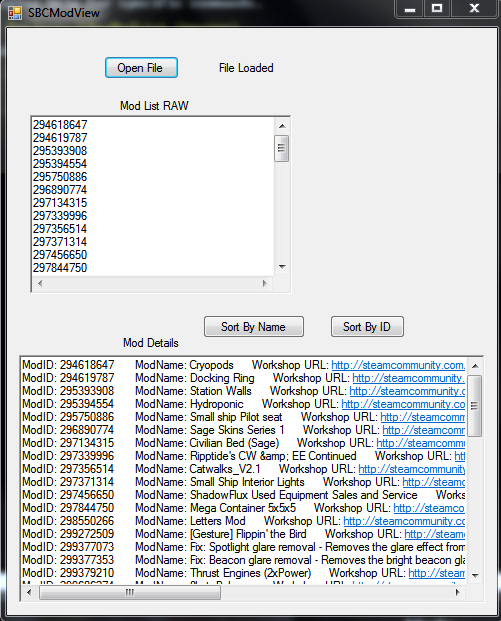 SBCModView
Open File
File Loaded
Mod List RAW
294618647
294619787
295393908
295394554
295750886
296890774
297134315
297339996
297356514
297371314
297456650
297844750
Sort By Name
Sort By ID
Mod Details
ModID: 294618647 ModName: Cryopods Workshop URL: http://steamcommunity.com.
ModID: 294619787 ModName: Docking Ring Workshop URL: http://steamcommunity.
ModID: 295393908 ModName: Station Walls Workshop URL: http://steamcommunity.
ModID: 295394554 ModName: Hydroponic Workshop URL: http://steamcommunity.co
ModID: 295750886 ModName: Small ship Pilot seat Workshop URL: http://steamcom
ModID: 296890774 ModName: Sage Skins Series 1 Workshop URL: http://steamcom
ModID: 297134315 ModName: Civilian Bed (Sage) Workshop URL: http://steamcomm
ModID: 297339996 ModName: Ripptide's CW &amp; EE Continued Workshop URL: htt
ModID: 297356514 ModName: Catwalks_V2.1 Workshop URL: http://steamcommuni
ModID: 297371314 ModName: Small Ship Interior Lights Workshop URL: http://steamc
ModID: 297456650 ModName: ShadowFlux Used Equipment Sales and Service Workshop
ModID: 297844750 ModName: Mega Container 5x5x5 Workshop URL: http://steamco
ModID: 298550266 ModName: Letters Mod Workshop URL: http://steamcommunity.co
ModID: 299272509 ModName: [Gesture] Flippin' the Bird Workshop URL: http://steamc
ModID: 299377073 ModName: Fix: Spotlight glare removal - Removes the glare effect from
ModID: 299377353 ModName: Fix: Beacon glare removal - Removes the bright beacon gla
ModID: 299379210 ModName: Thrust Engines (2xPower) Workshop URL: http://steamc